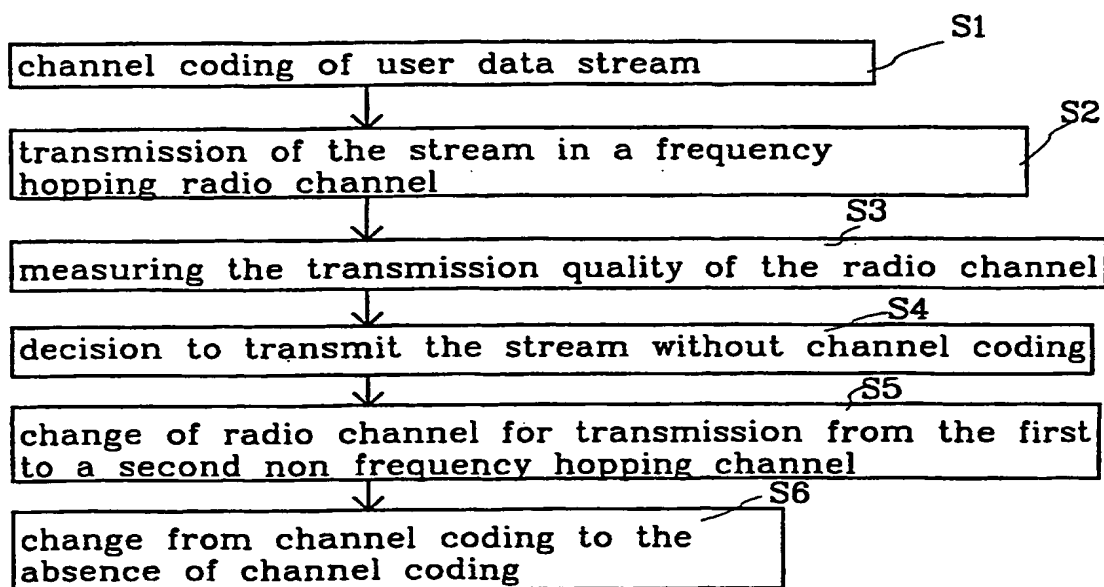 S1
channel coding of user data stream
S2
transmission of the stream in a frequency
hopping radio channel
S3
measuring the transmission quality of the radio channel
S4
decision to transmit the stream without channel coding
S5
change of radio channel for transmission from the first
to a second non frequency hopping channel
S6
change from channel coding to the
absence of channel coding